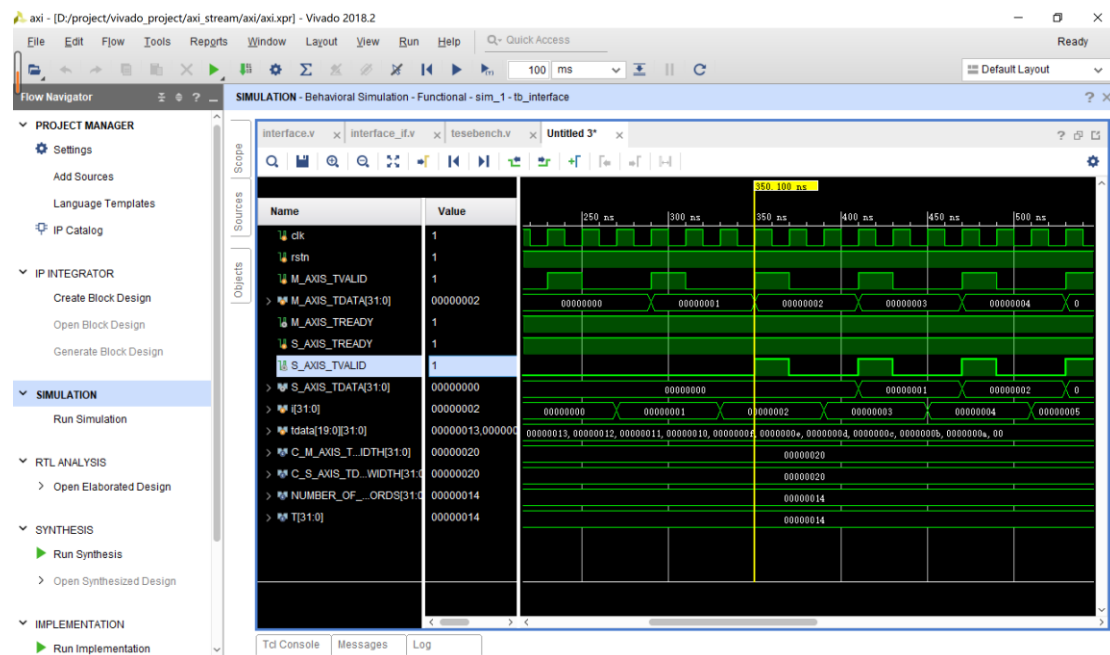 axi - [D:/project/vivado_project/axi_stream/axi/axi.xpr] - Vivado 2018.2
File Edit Flow Tools Reports Window Layout View Run Help Q- Quick Access Ready
100 ms Default Layout
Flow Navigator
SIMULATION - Behavioral Simulation - Functional - sim_1 - tb_interface
PROJECT MANAGER
Settings
Add Sources
Language Templates
IP Catalog
IP INTEGRATOR
Create Block Design
Open Block Design
Generate Block Design
SIMULATION
Run Simulation
RTL ANALYSIS
Open Elaborated Design
SYNTHESIS
Run Synthesis
Open Synthesized Design
IMPLEMENTATION
Run Implementation
Scope
Sources
Objects
interface.v interface_if.v tesebench.v Untitled 3*
350.100 ns
Name Value
250 ns 300 ns 350 ns 400 ns 450 ns 500 ns
clk 1
rstn 1
M_AXIS_TVALID 1
M_AXIS_TDATA[31:0] 00000002 00000000 00000001 00000002 00000003 00000004 0
M_AXIS_TREADY 1
S_AXIS_TREADY 1
S_AXIS_TVALID 1
S_AXIS_TDATA[31:0] 00000000 00000000 00000001 00000002 0
i[31:0] 00000002 00000000 00000001 00000002 00000003 00000004 00000005
tdata[19:0][31:0] 00000013,000000 00000013, 00000012, 00000011, 00000010, 0000000f, 0000000e, 0000000d, 0000000c, 0000000b, 0000000a, 00
C_M_AXIS_T...IDTH[31:0] 00000020 00000020
C_S_AXIS_TD...WIDTH[31:0 00000020 00000020
NUMBER_OF_...ORDS[31:0 00000014 00000014
T[31:0] 00000014 00000014
Tcl Console Messages Log